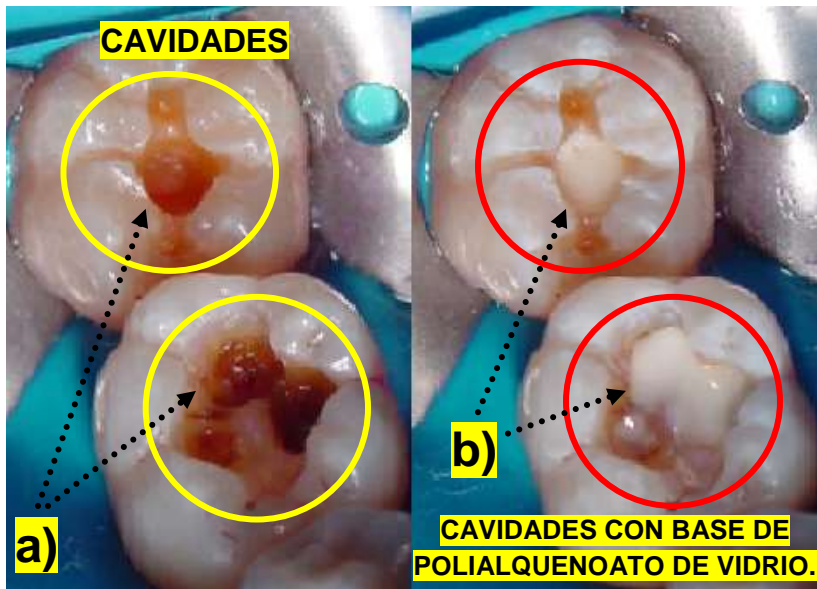 CAVIDADES
a)
b)
CAVIDADES CON BASE DE
POLIALQUENOATO DE VIDRIO.